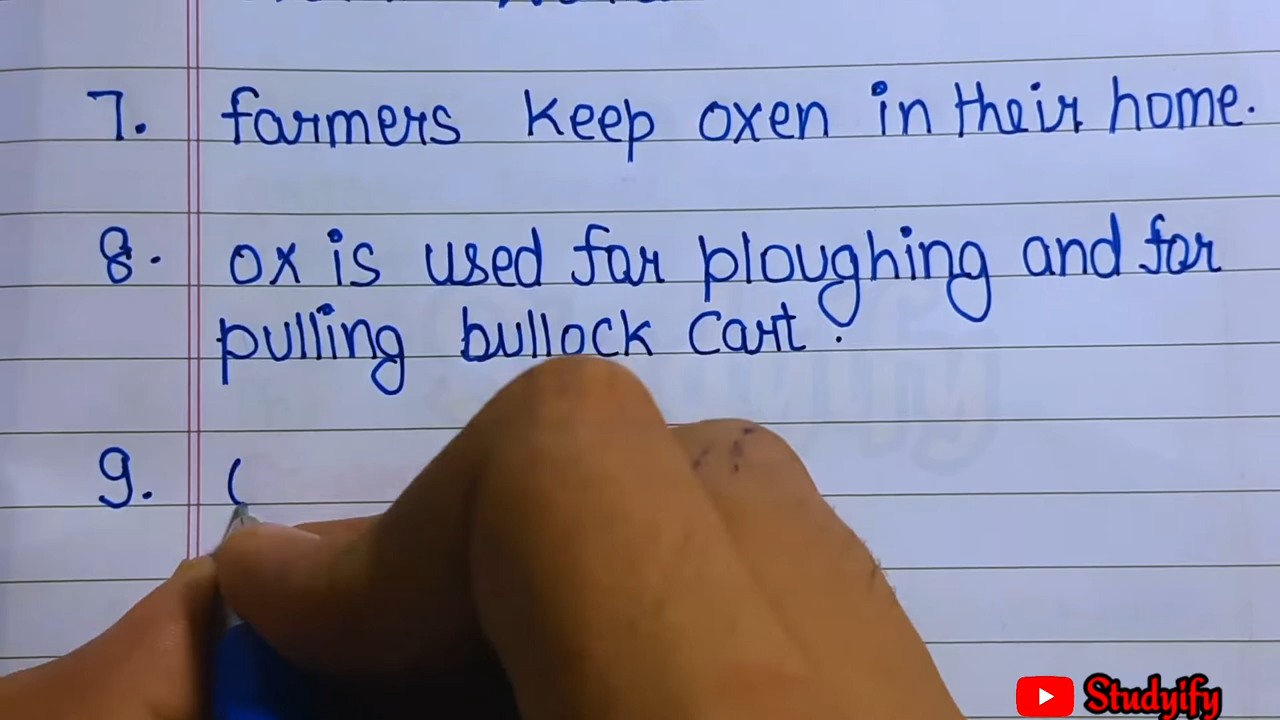 7. farmers keep oxen in their home.
8. ox is used for ploughing and for
pulling bullock cart.
9.
Studyify